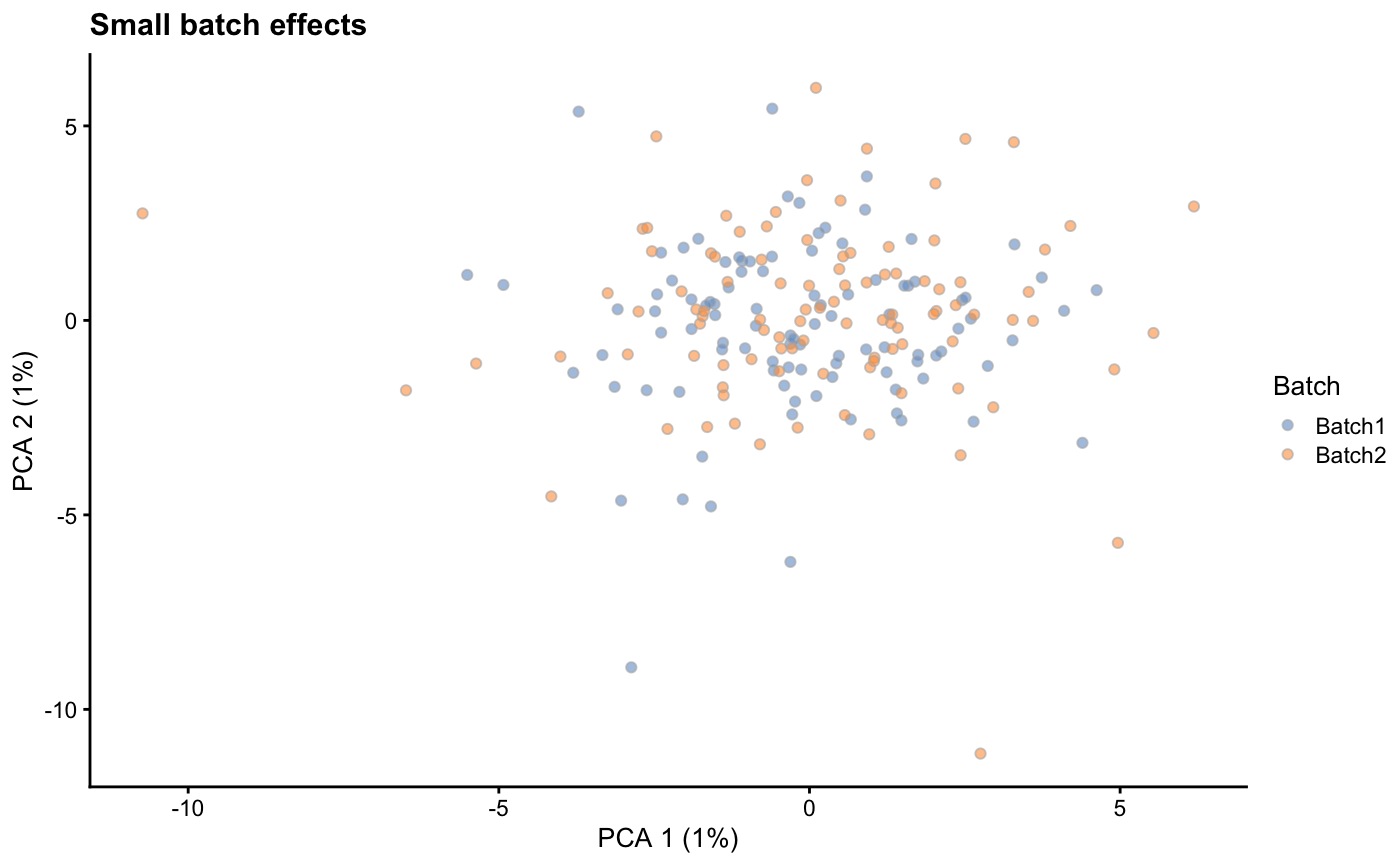 Small batch effects
PCA 2 (1%)
5
0
-5
-10
-10
-5
0
5
PCA 1 (1%)
Batch
Batch1
Batch2